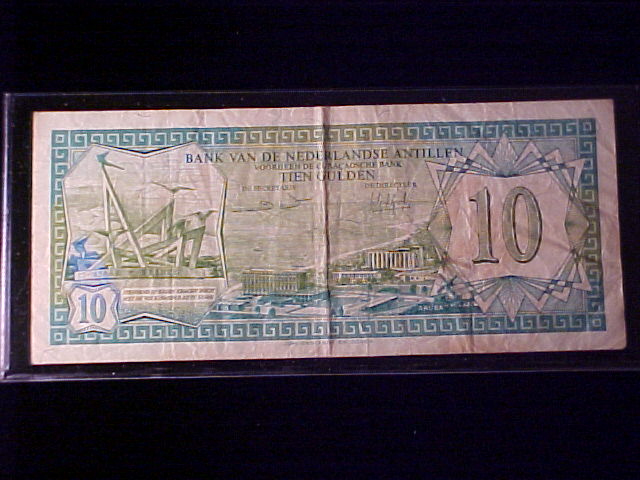 BANK VAN DE NEDERLANDSE ANTILLEN
VOORHEEN DE CURAÇAOSCHE BANK
TIEN GULDEN
DE SECRETARIS DE DIRECTEUR
10
10
ARUBA